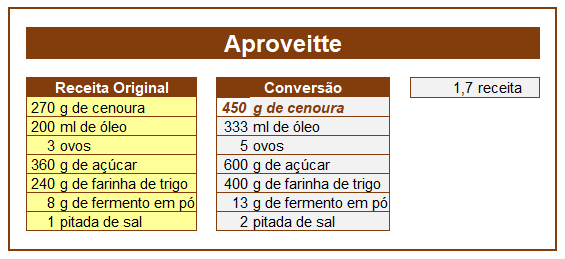 Aproveitte
Receita Original Conversão 1,7 receita
270 g de cenoura 450 g de cenoura
200 ml de óleo 333 ml de óleo
3 ovos 5 ovos
360 g de açúcar 600 g de açúcar
240 g de farinha de trigo 400 g de farinha de trigo
8 g de fermento em pó 13 g de fermento em pó
1 pitada de sal 2 pitada de sal